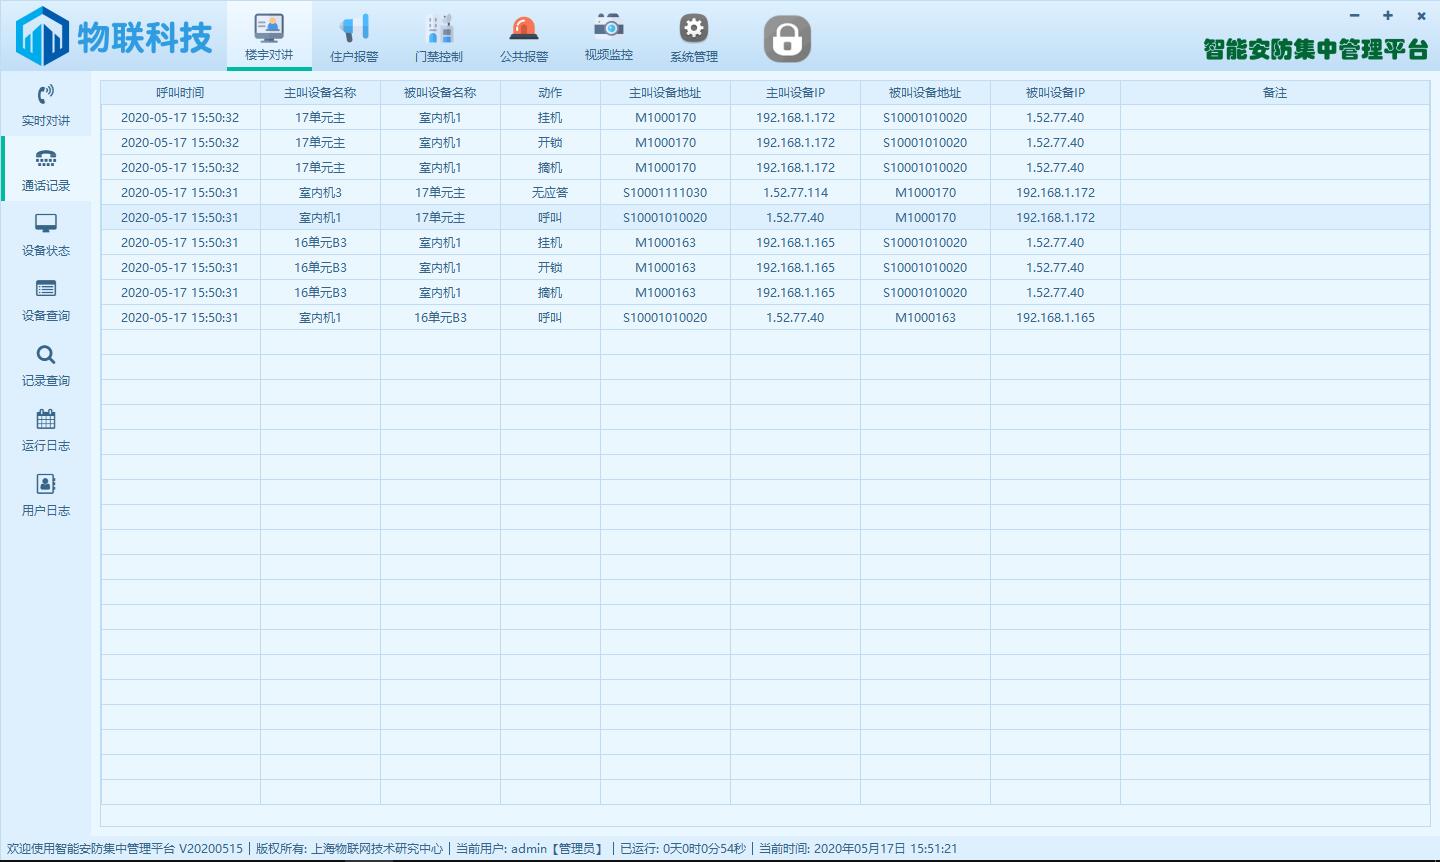 物联科技
楼宇对讲
住户报警
门禁控制
公共报警
视频监控
系统管理
智能安防集中管理平台
实时对讲
通话记录
设备状态
设备查询
记录查询
运行日志
用户日志
呼叫时间 主叫设备名称 被叫设备名称 动作 主叫设备地址 主叫设备IP 被叫设备地址 被叫设备IP 备注
2020-05-17 15:50:32 17单元主 室内机1 挂机 M1000170 192.168.1.172 S10001010020 1.52.77.40
2020-05-17 15:50:32 17单元主 室内机1 开锁 M1000170 192.168.1.172 S10001010020 1.52.77.40
2020-05-17 15:50:32 17单元主 室内机1 摘机 M1000170 192.168.1.172 S10001010020 1.52.77.40
2020-05-17 15:50:31 室内机3 17单元主 无应答 S10001111030 1.52.77.114 M1000170 192.168.1.172
2020-05-17 15:50:31 室内机1 17单元主 呼叫 S10001010020 1.52.77.40 M1000170 192.168.1.172
2020-05-17 15:50:31 16单元B3 室内机1 挂机 M1000163 192.168.1.165 S10001010020 1.52.77.40
2020-05-17 15:50:31 16单元B3 室内机1 开锁 M1000163 192.168.1.165 S10001010020 1.52.77.40
2020-05-17 15:50:31 16单元B3 室内机1 摘机 M1000163 192.168.1.165 S10001010020 1.52.77.40
2020-05-17 15:50:31 室内机1 16单元B3 呼叫 S10001010020 1.52.77.40 M1000163 192.168.1.165
欢迎使用智能安防集中管理平台 V20200515 | 版权所有: 上海物联网技术研究中心 | 当前用户: admin【管理员】 | 已运行: 0天0时0分54秒 | 当前时间: 2020年05月17日 15:51:21